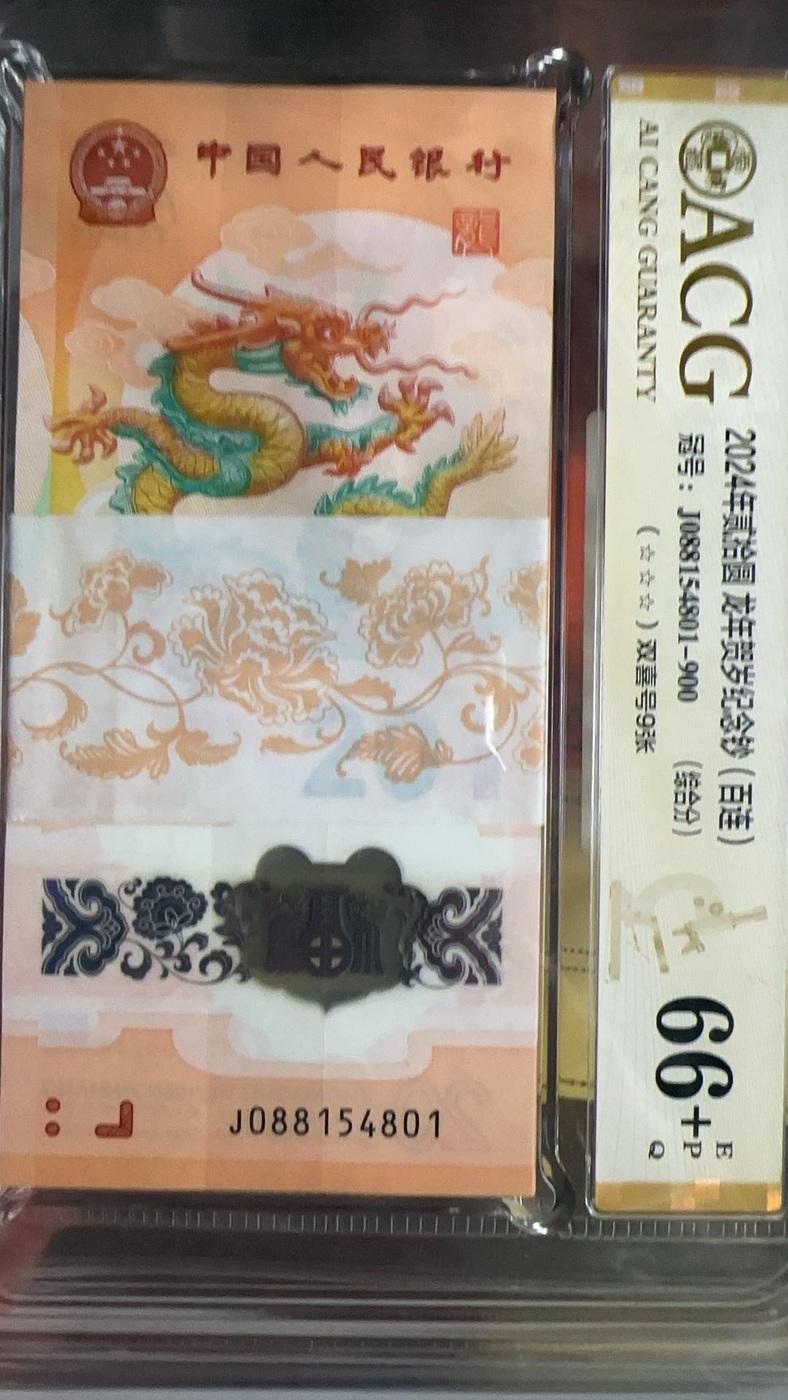 中国人民银行
J088154801
ACG
AI CANG GUARANTY
2024年贰拾圆 龙年贺岁纪念钞（百连）
冠号：J088154801-900 （综合分）
（☆☆☆）双喜号9张
66+
E
P
Q